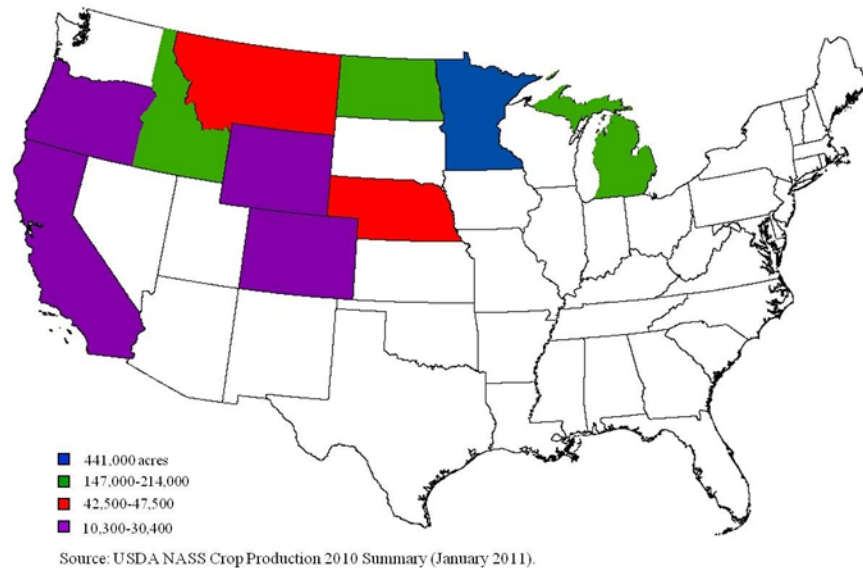 441,000 acres
147,000-214,000
42,500-47,500
10,300-30,400
Source: USDA NASS Crop Production 2010 Summary (January 2011).